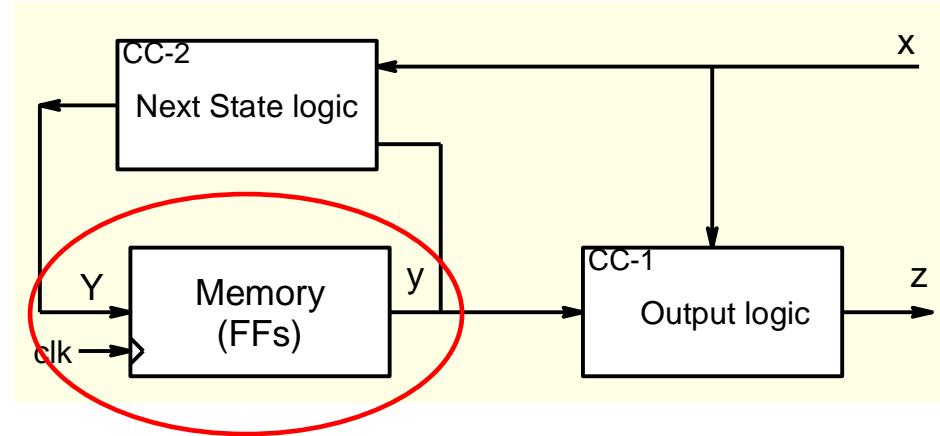 x
CC-2
Next State logic
Y
Memory
(FFs)
y
clk
CC-1
Output logic
z